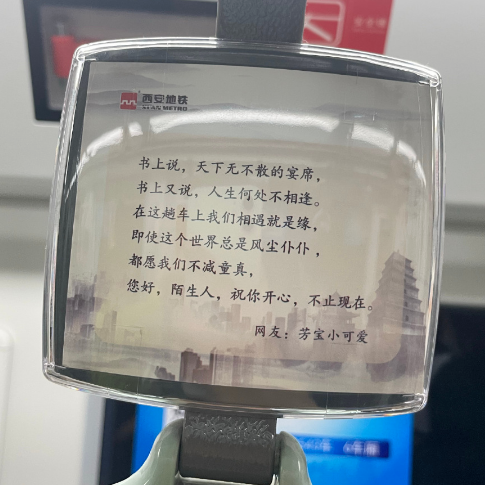 西安地铁
XI'AN METRO
书上说，天下无不散的宴席，
书上又说，人生何处不相逢。
在这趟车上我们相遇就是缘，
即使这个世界总是风尘仆仆，
都愿我们不减童真，
您好，陌生人，祝你开心，不止现在。
网友：芳宝小可爱